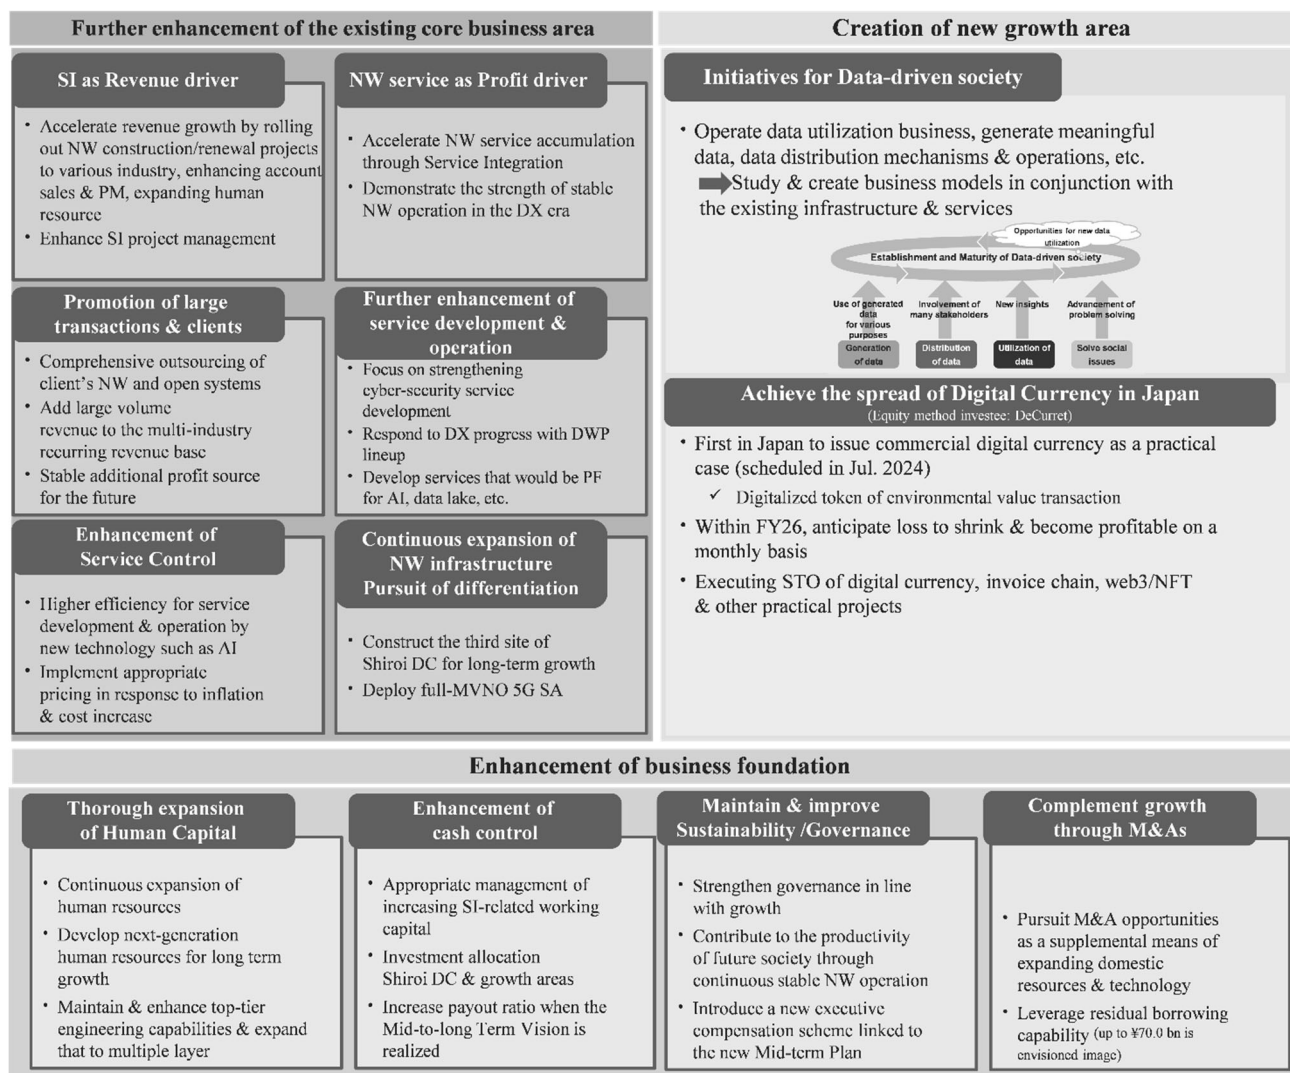 Further enhancement of the existing core business area
SI as Revenue driver
• Accelerate revenue growth by rolling
out NW construction/renewal projects
to various industry, enhancing account
sales & PM, expanding human
resource
• Enhance SI project management
NW service as Profit driver
• Accelerate NW service accumulation
through Service Integration
• Demonstrate the strength of stable
NW operation in the DX era
Promotion of large
transactions & clients
• Comprehensive outsourcing of
client's NW and open systems
• Add large volume
revenue to the multi-industry
recurring revenue base
• Stable additional profit source
for the future
Further enhancement of
service development &
operation
• Focus on strengthening
cyber-security service
development
• Respond to DX progress with DWP
lineup
• Develop services that would be PF
for AI, data lake, etc.
Enhancement of
Service Control
• Higher efficiency for service
development & operation by
new technology such as AI
• Implement appropriate
pricing in response to inflation
& cost increase
Continuous expansion of
NW infrastructure
Pursuit of differentiation
• Construct the third site of
Shiroi DC for long-term growth
• Deploy full-MVNO 5G SA
Creation of new growth area
Initiatives for Data-driven society
• Operate data utilization business, generate meaningful
data, data distribution mechanisms & operations, etc.
Study & create business models in conjunction with
the existing infrastructure & services
Opportunities for new data
utilization
Establishment and Maturity of Data-driven society
Use of generated
data
for various
purposes
Generation
of data
Involvement of
many stakeholders
Distribution
of data
New insights
Utilization of
data
Advancement of
problem solving
Solve social
issues
Achieve the spread of Digital Currency in Japan
(Equity method investee: DeCurret)
• First in Japan to issue commercial digital currency as a practical
case (scheduled in Jul. 2024)
✓ Digitalized token of environmental value transaction
• Within FY26, anticipate loss to shrink & become profitable on a
monthly basis
• Executing STO of digital currency, invoice chain, web3/NFT
& other practical projects
Enhancement of business foundation
Thorough expansion
of Human Capital
• Continuous expansion of
human resources
• Develop next-generation
human resources for long term
growth
• Maintain & enhance top-tier
engineering capabilities & expand
that to multiple layer
Enhancement of
cash control
• Appropriate management of
increasing SI-related working
capital
• Investment allocation
Shiroi DC & growth areas
• Increase payout ratio when the
Mid-to-long Term Vision is
realized
Maintain & improve
Sustainability /Governance
• Strengthen governance in line
with growth
• Contribute to the productivity
of future society through
continuous stable NW operation
• Introduce a new executive
compensation scheme linked to
the new Mid-term Plan
Complement growth
through M&As
• Pursuit M&A opportunities
as a supplemental means of
expanding domestic
resources & technology
• Leverage residual borrowing
capability (up to ¥70.0 bn is
envisioned image)